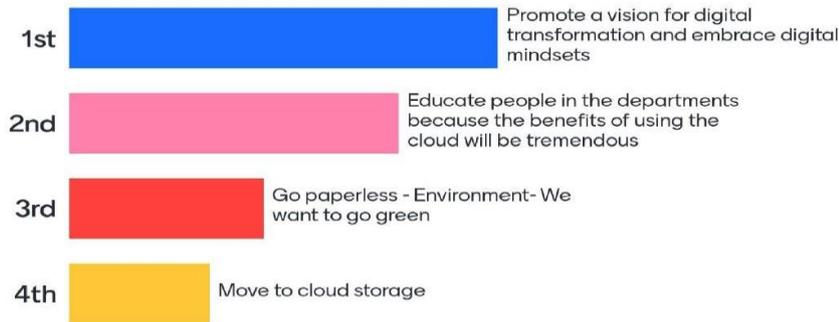 1st
Promote a vision for digital
transformation and embrace digital
mindsets
2nd
Educate people in the departments
because the benefits of using the
cloud will be tremendous
3rd
Go paperless - Environment- We
want to go green
4th
Move to cloud storage